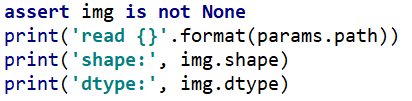 assert img is not None
print('read {}'.format(params.path))
print('shape:', img.shape)
print('dtype:', img.dtype)